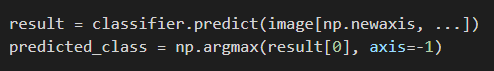 result = classifier.predict(image[np.newaxis, ...])
predicted_class = np.argmax(result[0], axis=-1)